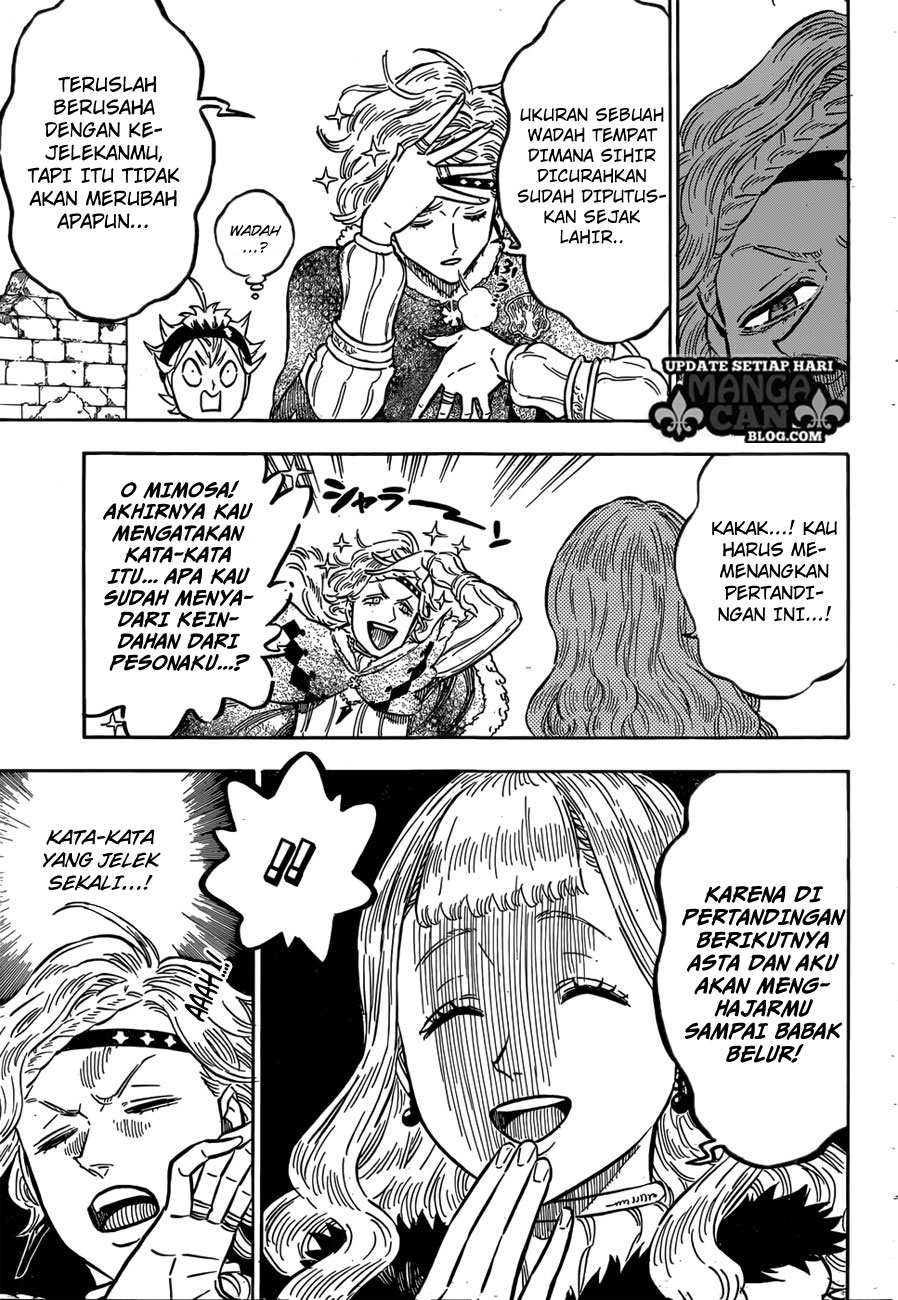 UKURAN SEBUAH
WADAH TEMPAT
DIMANA SIHIR
DICURAHKAN
SUDAH DIPUTUS-
KAN SEJAK
LAHIR..
TERUSLAH
BERUSAHA
DENGAN KE-
JELEKANMU,
TAPI ITU TIDAK
AKAN MERUBAH
APAPUN...
WADAH
...?
UPDATE SETIAP HARI
MANGA
CAN
BLOG.COM
KAKAK...! KAU
HARUS ME-
MENANGKAN
PERTANDI-
NGAN INI...!
シャラ
O MIMOSA!
AKHIRNYA KAU
MENGATAKAN
KATA-KATA
ITU... APA KAU
SUDAH MENYA-
DARI KEIN-
DAHAN DARI
PESONAKU...?
KARENA DI
PERTANDINGAN
BERIKUTNYA
ASTA DAN AKU
AKAN MENG-
HAJARMU
SAMPAI BABAK
BELUR!
!!
KATA-KATA
YANG JELEK
SEKALI...!
AAAH...!